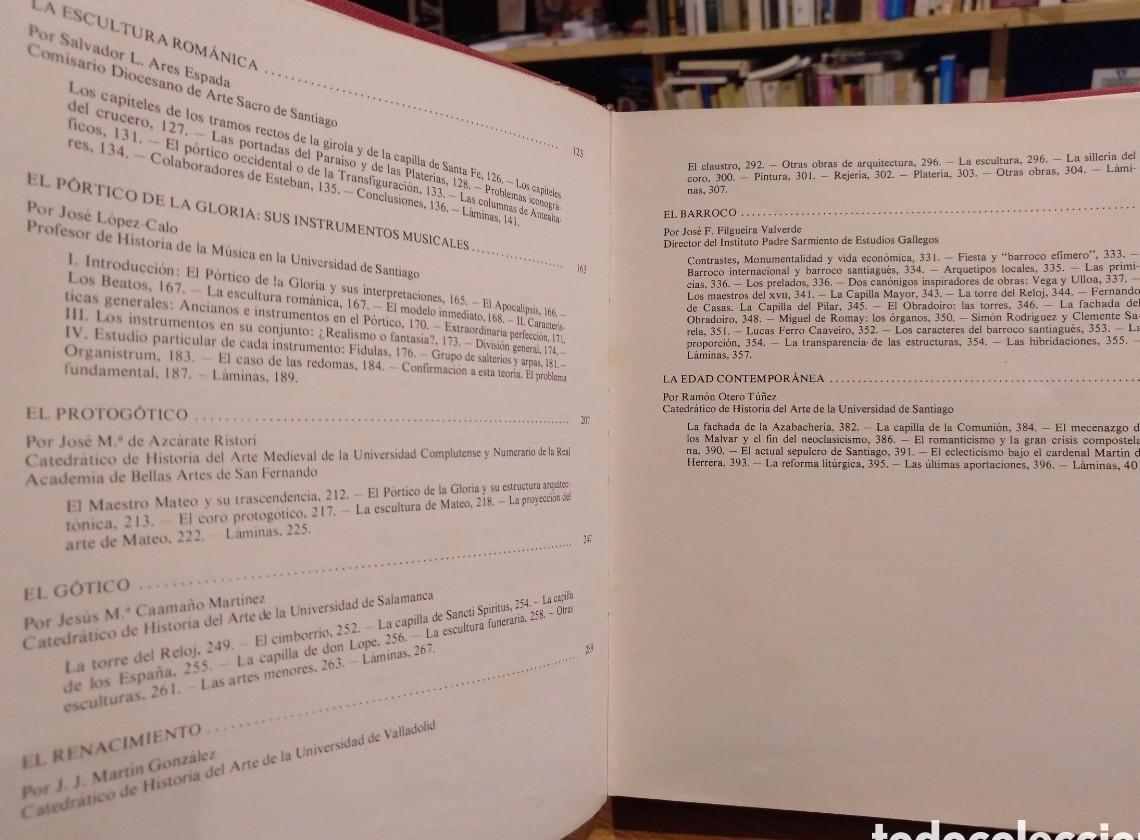 LA ESCULTURA ROMÁNICA ........ 123
Por Salvador L. Ares Espada
Comisario Diocesano de Arte Sacro de Santiago
Los capiteles de los tramos rectos de la girola y de la capilla de Santa Fe, 126. — Los capiteles
del crucero, 127. — Las portadas del Paraíso y de las Platerías, 128. — Problemas iconográ-
ficos, 131. — El pórtico occidental o de la Transfiguración, 133. — Las columnas de Antealta-
res, 134. — Colaboradores de Esteban, 135. — Conclusiones, 136. — Láminas, 141.
EL PÓRTICO DE LA GLORIA: SUS INSTRUMENTOS MUSICALES ........ 163
Por José López-Calo
Profesor de Historia de la Música en la Universidad de Santiago
I. Introducción: El Pórtico de la Gloria y sus interpretaciones, 165. — El Apocalipsis, 166. —
Los Beatos, 167. — La escultura románica, 167. — El modelo inmediato, 168. — II. Caracterís-
ticas generales: Ancianos e instrumentos en el Pórtico, 170. — Extraordinaria perfección, 171.
III. Los instrumentos en su conjunto: ¿Realismo o fantasía?, 173. — División general, 174. —
IV. Estudio particular de cada instrumento: Fídulas, 176. — Grupo de salterios y arpas, 181. —
Organistrum, 183. — El caso de las redomas, 184. — Confirmación a esta teoría. El problema
fundamental, 187. — Láminas, 189.
EL PROTOGÓTICO ........ 207
Por José M.ª de Azcárate Ristori
Catedrático de Historia del Arte Medieval de la Universidad Complutense y Numerario de la Real
Academia de Bellas Artes de San Fernando
El Maestro Mateo y su trascendencia, 212. — El Pórtico de la Gloria y su estructura arquitec-
tónica, 213. — El coro protogótico, 217. — La escultura de Mateo, 218. — La proyección del
arte de Mateo, 222. — Láminas, 225.
EL GÓTICO ........ 247
Por Jesús M.ª Caamaño Martínez
Catedrático de Historia del Arte de la Universidad de Salamanca
La torre del Reloj, 249. — El cimborrio, 252. — La capilla de Sancti Spiritus, 254. — La capilla
de los España, 255. — La capilla de don Lope, 256. — La escultura funeraria, 258. — Otras
esculturas, 261. — Las artes menores, 263. — Láminas, 267.
EL RENACIMIENTO ........
Por J. J. Martín González
Catedrático de Historia del Arte de la Universidad de Valladolid
El claustro, 292. — Otras obras de arquitectura, 296. — La escultura, 296. — La sillería del
coro, 300. — Pintura, 301. — Rejería, 302. — Platería, 303. — Otras obras, 304. — Lámi-
nas, 307.
EL BARROCO ........
Por José F. Filgueira Valverde
Director del Instituto Padre Sarmiento de Estudios Gallegos
Contrastes, Monumentalidad y vida económica, 331. — Fiesta y "barroco efímero", 333. —
Barroco internacional y barroco santiagués, 334. — Arquetipos locales, 335. — Las primi-
cias, 336. — Los prelados, 336. — Dos canónigos inspiradores de obras: Vega y Ulloa, 337. —
Los maestros del XVII, 341. — La Capilla Mayor, 343. — La torre del Reloj, 344. — Fernando
de Casas. La Capilla del Pilar, 345. — El Obradoiro: las torres, 346. — La fachada del
Obradoiro, 348. — Miguel de Romay: los órganos, 350. — Simón Rodríguez y Clemente Sa-
rela, 351. — Lucas Ferro Caaveiro, 352. — Los caracteres del barroco santiagués, 353. — La
proporción, 354. — La transparencia de las estructuras, 354. — Las hibridaciones, 355. —
Láminas, 357.
LA EDAD CONTEMPORÁNEA ........
Por Ramón Otero Túñez
Catedrático de Historia del Arte de la Universidad de Santiago
La fachada de la Azabachería, 382. — La capilla de la Comunión, 384. — El mecenazgo d
los Malvar y el fin del neoclasicismo, 386. — El romanticismo y la gran crisis compostela
na, 390. — El actual sepulcro de Santiago, 391. — El eclecticismo bajo el cardenal Martín d
Herrera, 393. — La reforma litúrgica, 395. — Las últimas aportaciones, 396. — Láminas, 40
todocoleccion